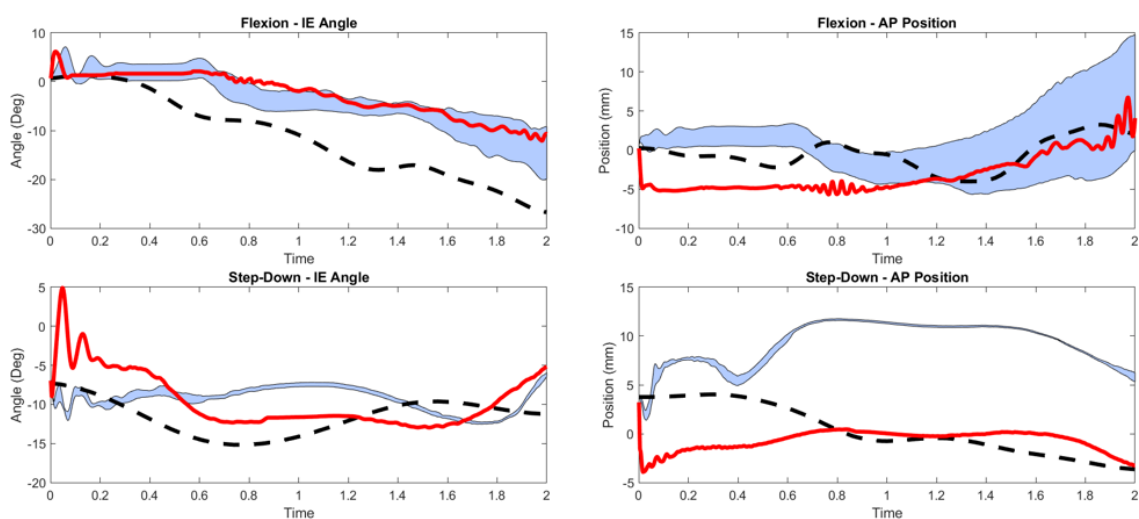 Flexion - IE Angle
Angle (Deg)
10
0
-10
-20
-30
0 0.2 0.4 0.6 0.8 1 1.2 1.4 1.6 1.8 2
Time
Flexion - AP Position
Position (mm)
15
10
5
0
-5
-10
0 0.2 0.4 0.6 0.8 1 1.2 1.4 1.6 1.8 2
Time
Step-Down - IE Angle
Angle (Deg)
5
0
-5
-10
-15
-20
0 0.2 0.4 0.6 0.8 1 1.2 1.4 1.6 1.8 2
Time
Step-Down - AP Position
Position (mm)
15
10
5
0
-5
0 0.2 0.4 0.6 0.8 1 1.2 1.4 1.6 1.8 2
Time